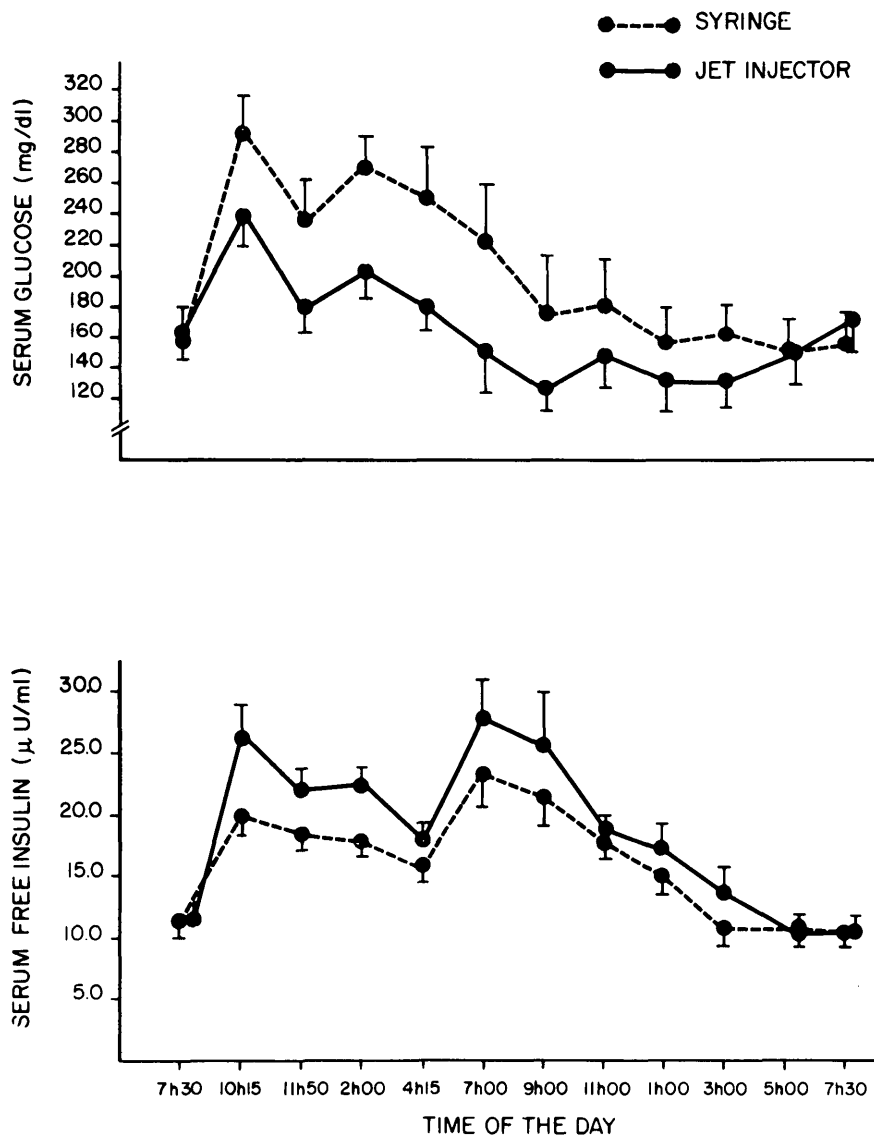 SYRINGE
JET INJECTOR
SERUM GLUCOSE (mg/dl)
320
300
280
260
240
220
200
180
160
140
120
SERUM FREE INSULIN (μU/ml)
30.0
25.0
20.0
15.0
10.0
5.0
7h30 10h15 11h50 2h00 4h15 7h00 9h00 11h00 1h00 3h00 5h00 7h30
TIME OF THE DAY